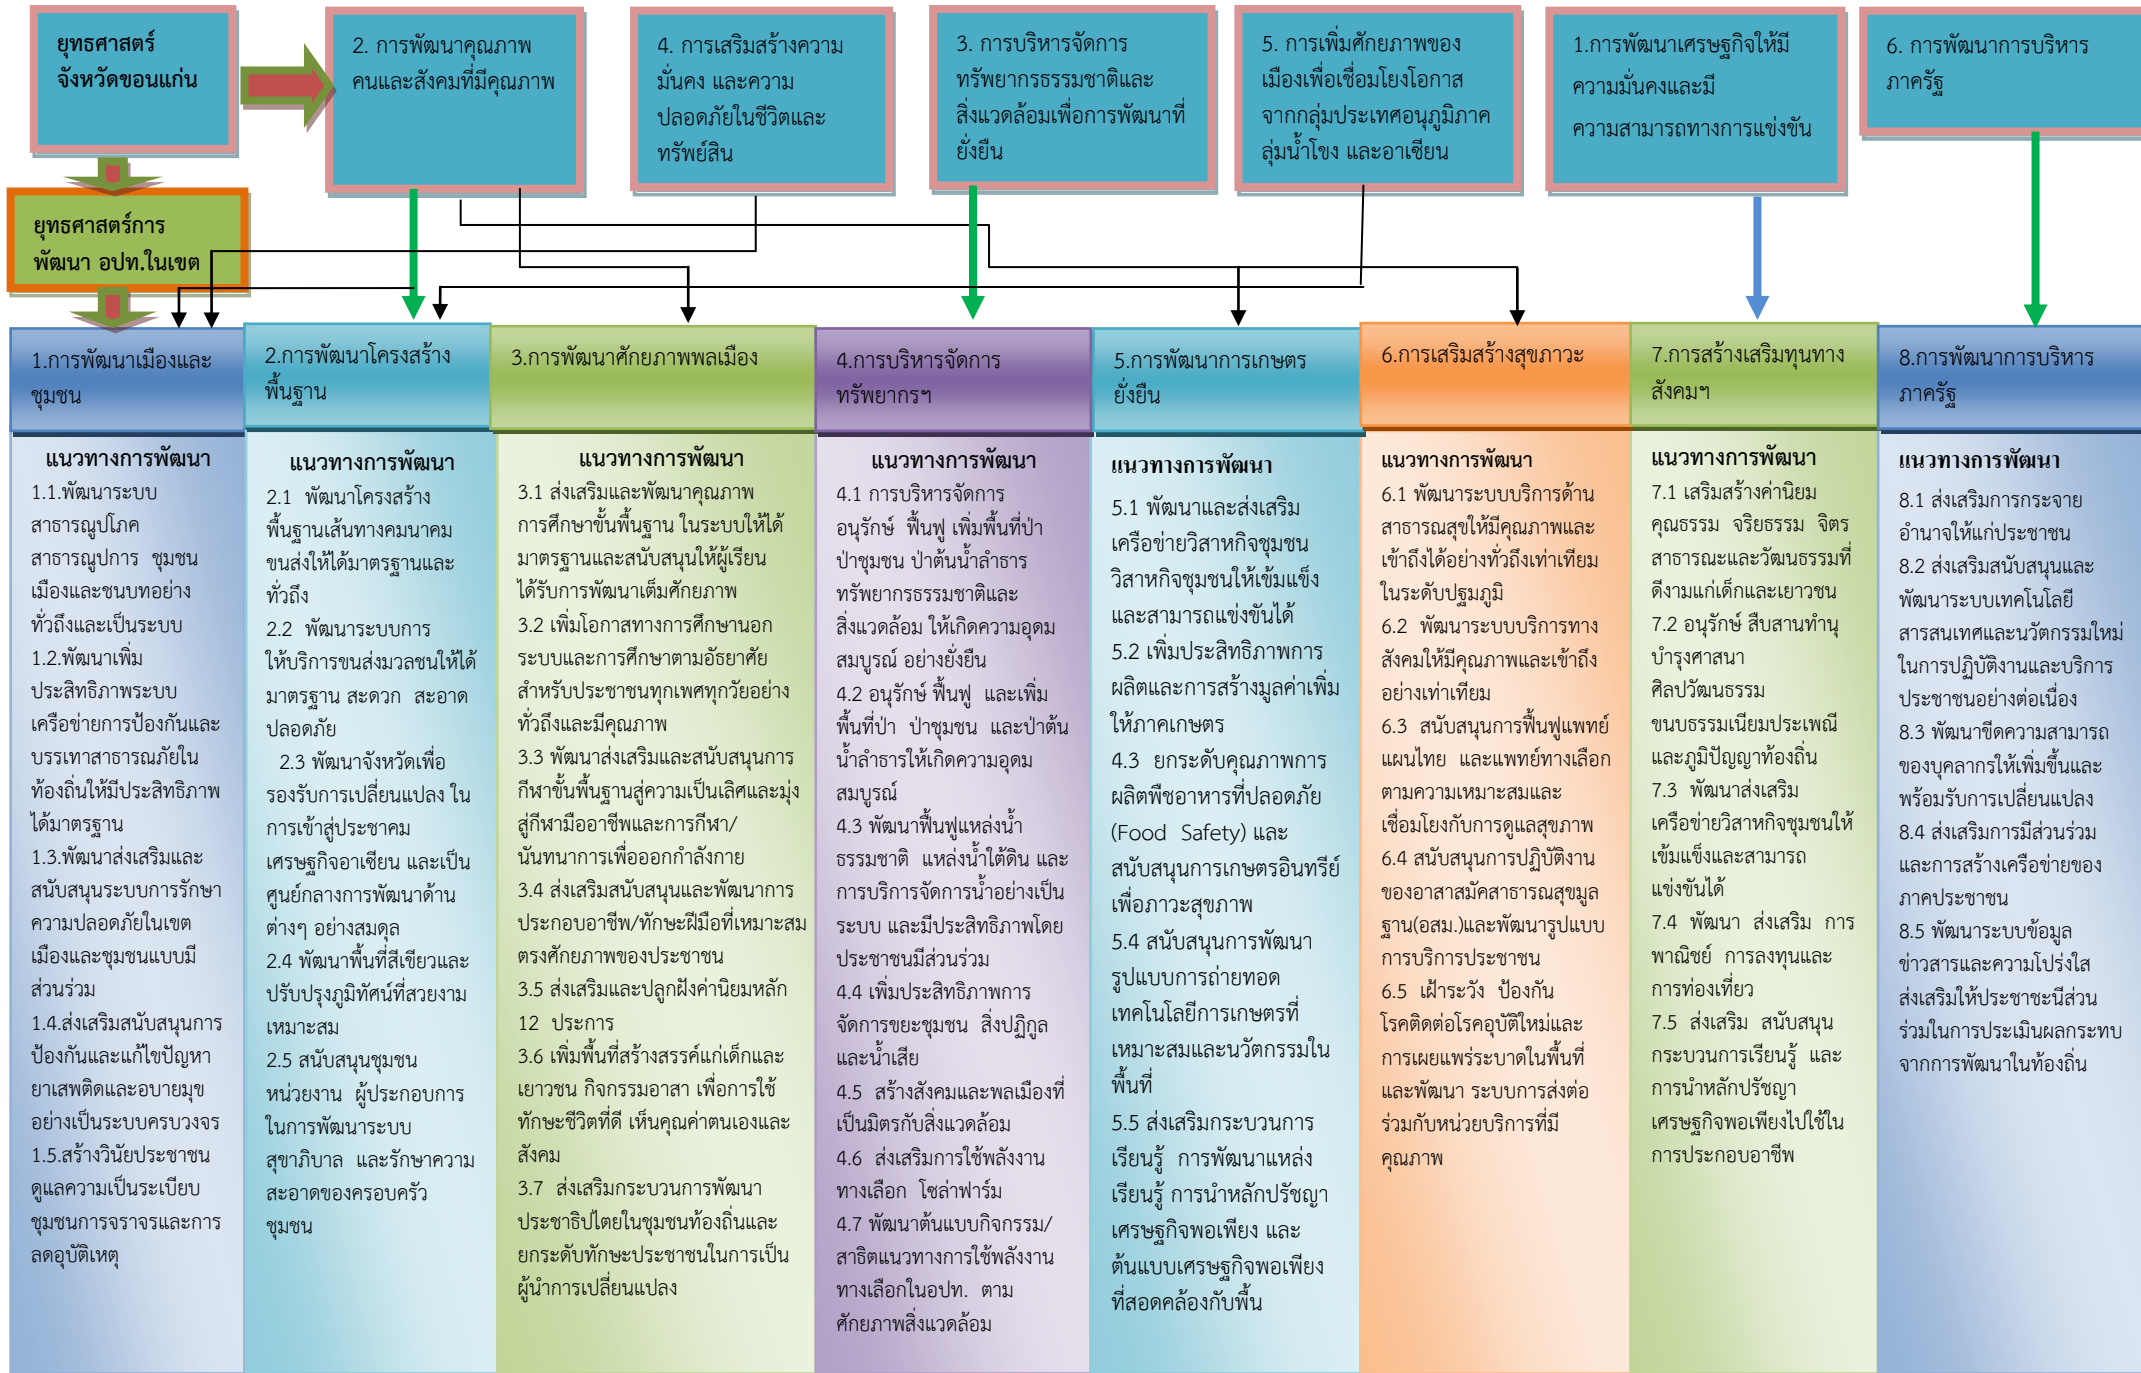 ยุทธศาสตร์
จังหวัดขอนแก่น
2. การพัฒนาคุณภาพ
คนและสังคมที่มีคุณภาพ
4. การเสริมสร้างความ
มั่นคง และความ
ปลอดภัยในชีวิตและ
ทรัพย์สิน
3. การบริหารจัดการ
ทรัพยากรธรรมชาติและ
สิ่งแวดล้อมเพื่อการพัฒนาที่
ยั่งยืน
5. การเพิ่มศักยภาพของ
เมืองเพื่อเชื่อมโยงโอกาส
จากกลุ่มประเทศอนุภูมิภาค
ลุ่มน้ำโขง และอาเซียน
1.การพัฒนาเศรษฐกิจให้มี
ความมั่นคงและมี
ความสามารถทางการแข่งขัน
6. การพัฒนาการบริหาร
ภาครัฐ
ยุทธศาสตร์การ
พัฒนา อปท.ในเขต
1.การพัฒนาเมืองและ
ชุมชน
2.การพัฒนาโครงสร้าง
พื้นฐาน
3.การพัฒนาศักยภาพพลเมือง
4.การบริหารจัดการ
ทรัพยากรฯ
5.การพัฒนาการเกษตร
ยั่งยืน
6.การเสริมสร้างสุขภาวะ
7.การสร้างเสริมทุนทาง
สังคมฯ
8.การพัฒนาการบริหาร
ภาครัฐ
แนวทางการพัฒนา
1.1.พัฒนาระบบ
สาธารณูปโภค
สาธารณูปการ ชุมชน
เมืองและชนบทอย่าง
ทั่วถึงและเป็นระบบ
1.2.พัฒนาเพิ่ม
ประสิทธิภาพระบบ
เครือข่ายการป้องกันและ
บรรเทาสาธารณภัยใน
ท้องถิ่นให้มีประสิทธิภาพ
ได้มาตรฐาน
1.3.พัฒนาส่งเสริมและ
สนับสนุนระบบการรักษา
ความปลอดภัยในเขต
เมืองและชุมชนแบบมี
ส่วนร่วม
1.4.ส่งเสริมสนับสนุนการ
ป้องกันและแก้ไขปัญหา
ยาเสพติดและอบายมุข
อย่างเป็นระบบครบวงจร
1.5.สร้างวินัยประชาชน
ดูแลความเป็นระเบียบ
ชุมชนการจราจรและการ
ลดอุบัติเหตุ
แนวทางการพัฒนา
2.1 พัฒนาโครงสร้าง
พื้นฐานเส้นทางคมนาคม
ขนส่งให้ได้มาตรฐานและ
ทั่วถึง
2.2 พัฒนาระบบการ
ให้บริการขนส่งมวลชนให้ได้
มาตรฐาน สะดวก สะอาด
ปลอดภัย
2.3 พัฒนาจังหวัดเพื่อ
รองรับการเปลี่ยนแปลง ใน
การเข้าสู่ประชาคม
เศรษฐกิจอาเซียน และเป็น
ศูนย์กลางการพัฒนาด้าน
ต่างๆ อย่างสมดุล
2.4 พัฒนาพื้นที่สีเขียวและ
ปรับปรุงภูมิทัศน์ที่สวยงาม
เหมาะสม
2.5 สนับสนุนชุมชน
หน่วยงาน ผู้ประกอบการ
ในการพัฒนาระบบ
สุขาภิบาล และรักษาความ
สะอาดของครอบครัว
ชุมชน
แนวทางการพัฒนา
3.1 ส่งเสริมและพัฒนาคุณภาพ
การศึกษาขั้นพื้นฐาน ในระบบให้ได้
มาตรฐานและสนับสนุนให้ผู้เรียน
ได้รับการพัฒนาเต็มศักยภาพ
3.2 เพิ่มโอกาสทางการศึกษานอก
ระบบและการศึกษาตามอัธยาศัย
สำหรับประชาชนทุกเพศทุกวัยอย่าง
ทั่วถึงและมีคุณภาพ
3.3 พัฒนาส่งเสริมและสนับสนุนการ
กีฬาขั้นพื้นฐานสู่ความเป็นเลิศและมุ่ง
สู่กีฬามืออาชีพและการกีฬา/
นันทนาการเพื่อออกกำลังกาย
3.4 ส่งเสริมสนับสนุนและพัฒนาการ
ประกอบอาชีพ/ทักษะฝีมือที่เหมาะสม
ตรงศักยภาพของประชาชน
3.5 ส่งเสริมและปลูกฝังค่านิยมหลัก
12 ประการ
3.6 เพิ่มพื้นที่สร้างสรรค์แก่เด็กและ
เยาวชน กิจกรรมอาสา เพื่อการใช้
ทักษะชีวิตที่ดี เห็นคุณค่าตนเองและ
สังคม
3.7 ส่งเสริมกระบวนการพัฒนา
ประชาธิปไตยในชุมชนท้องถิ่นและ
ยกระดับทักษะประชาชนในการเป็น
ผู้นำการเปลี่ยนแปลง
แนวทางการพัฒนา
4.1 การบริหารจัดการ
อนุรักษ์ ฟื้นฟู เพิ่มพื้นที่ป่า
ป่าชุมชน ป่าต้นน้ำลำธาร
ทรัพยากรธรรมชาติและ
สิ่งแวดล้อม ให้เกิดความอุดม
สมบูรณ์ อย่างยั่งยืน
4.2 อนุรักษ์ ฟื้นฟู และเพิ่ม
พื้นที่ป่า ป่าชุมชน และป่าต้น
น้ำลำธารให้เกิดความอุดม
สมบูรณ์
4.3 พัฒนาฟื้นฟูแหล่งน้ำ
ธรรมชาติ แหล่งน้ำใต้ดิน และ
การบริการจัดการน้ำอย่างเป็น
ระบบ และมีประสิทธิภาพโดย
ประชาชนมีส่วนร่วม
4.4 เพิ่มประสิทธิภาพการ
จัดการขยะชุมชน สิ่งปฏิกูล
และน้ำเสีย
4.5 สร้างสังคมและพลเมืองที่
เป็นมิตรกับสิ่งแวดล้อม
4.6 ส่งเสริมการใช้พลังงาน
ทางเลือก โซล่าฟาร์ม
4.7 พัฒนาต้นแบบกิจกรรม/
สาธิตแนวทางการใช้พลังงาน
ทางเลือกในอปท. ตาม
ศักยภาพสิ่งแวดล้อม
แนวทางการพัฒนา
5.1 พัฒนาและส่งเสริม
เครือข่ายวิสาหกิจชุมชน
วิสาหกิจชุมชนให้เข้มแข็ง
และสามารถแข่งขันได้
5.2 เพิ่มประสิทธิภาพการ
ผลิตและการสร้างมูลค่าเพิ่ม
ให้ภาคเกษตร
4.3 ยกระดับคุณภาพการ
ผลิตพืชอาหารที่ปลอดภัย
(Food Safety) และ
สนับสนุนการเกษตรอินทรีย์
เพื่อภาวะสุขภาพ
5.4 สนับสนุนการพัฒนา
รูปแบบการถ่ายทอด
เทคโนโลยีการเกษตรที่
เหมาะสมและนวัตกรรมใน
พื้นที่
5.5 ส่งเสริมกระบวนการ
เรียนรู้ การพัฒนาแหล่ง
เรียนรู้ การนำหลักปรัชญา
เศรษฐกิจพอเพียง และ
ต้นแบบเศรษฐกิจพอเพียง
ที่สอดคล้องกับพื้น
แนวทางการพัฒนา
6.1 พัฒนาระบบบริการด้าน
สาธารณสุขให้มีคุณภาพและ
เข้าถึงได้อย่างทั่วถึงเท่าเทียม
ในระดับปฐมภูมิ
6.2 พัฒนาระบบบริการทาง
สังคมให้มีคุณภาพและเข้าถึง
อย่างเท่าเทียม
6.3 สนับสนุนการฟื้นฟูแพทย์
แผนไทย และแพทย์ทางเลือก
ตามความเหมาะสมและ
เชื่อมโยงกับการดูแลสุขภาพ
6.4 สนับสนุนการปฏิบัติงาน
ของอาสาสมัคสาธารณสุขมูล
ฐาน(อสม.)และพัฒนารูปแบบ
การบริการประชาชน
6.5 เฝ้าระวัง ป้องกัน
โรคติดต่อโรคอุบัติใหม่และ
การเผยแพร่ระบาดในพื้นที่
และพัฒนา ระบบการส่งต่อ
ร่วมกับหน่วยบริการที่มี
คุณภาพ
แนวทางการพัฒนา
7.1 เสริมสร้างค่านิยม
คุณธรรม จริยธรรม จิตร
สาธารณะและวัฒนธรรมที่
ดีงามแก่เด็กและเยาวชน
7.2 อนุรักษ์ สืบสานทำนุ
บำรุงศาสนา
ศิลปวัฒนธรรม
ขนบธรรมเนียมประเพณี
และภูมิปัญญาท้องถิ่น
7.3 พัฒนาส่งเสริม
เครือข่ายวิสาหกิจชุมชนให้
เข้มแข็งและสามารถ
แข่งขันได้
7.4 พัฒนา ส่งเสริม การ
พาณิชย์ การลงทุนและ
การท่องเที่ยว
7.5 ส่งเสริม สนับสนุน
กระบวนการเรียนรู้ และ
การนำหลักปรัชญา
เศรษฐกิจพอเพียงไปใช้ใน
การประกอบอาชีพ
แนวทางการพัฒนา
8.1 ส่งเสริมการกระจาย
อำนาจให้แก่ประชาชน
8.2 ส่งเสริมสนับสนุนและ
พัฒนาระบบเทคโนโลยี
สารสนเทศและนวัตกรรมใหม่
ในการปฏิบัติงานและบริการ
ประชาชนอย่างต่อเนื่อง
8.3 พัฒนาขีดความสามารถ
ของบุคลากรให้เพิ่มขึ้นและ
พร้อมรับการเปลี่ยนแปลง
8.4 ส่งเสริมการมีส่วนร่วม
และการสร้างเครือข่ายของ
ภาคประชาชน
8.5 พัฒนาระบบข้อมูล
ข่าวสารและความโปร่งใส
ส่งเสริมให้ประชาชะนีส่วน
ร่วมในการประเมินผลกระทบ
จากการพัฒนาในท้องถิ่น